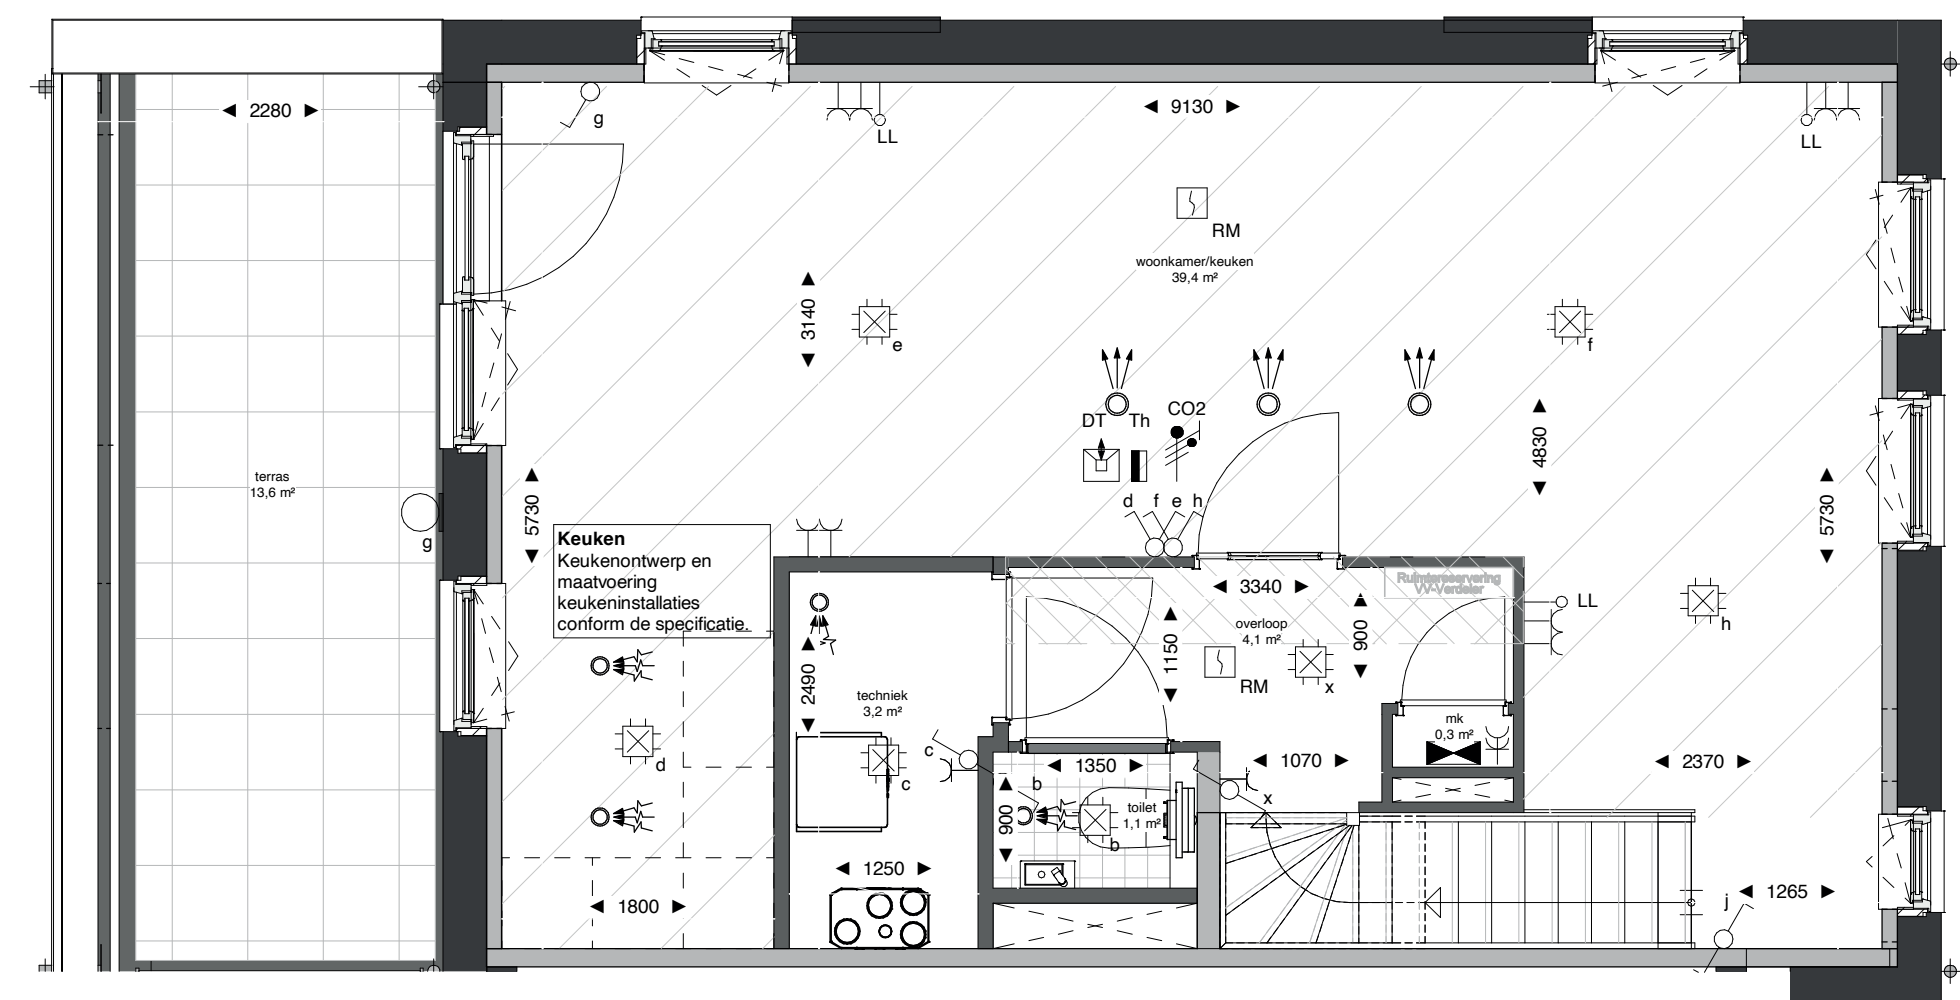 2280
g
LL
9130
LL
RM
woonkamer/keuken
39,4 m²
3140
e
f
DT Th CO2
4830
terras
13,6 m²
g
5730
d f e h
5730
Keuken
Keukenontwerp en
maatvoering
keukeninstallaties
conform de specificatie.
3340
Ruimtereservering
VV-Verdeler
LL
overloop
4,1 m²
900
1150
h
2490
RM
x
techniek
3,2 m²
mk
0,3 m²
d
c
c
1350
1070
2370
b
x
toilet
1,1 m²
900
b
1250
1800
j
1265